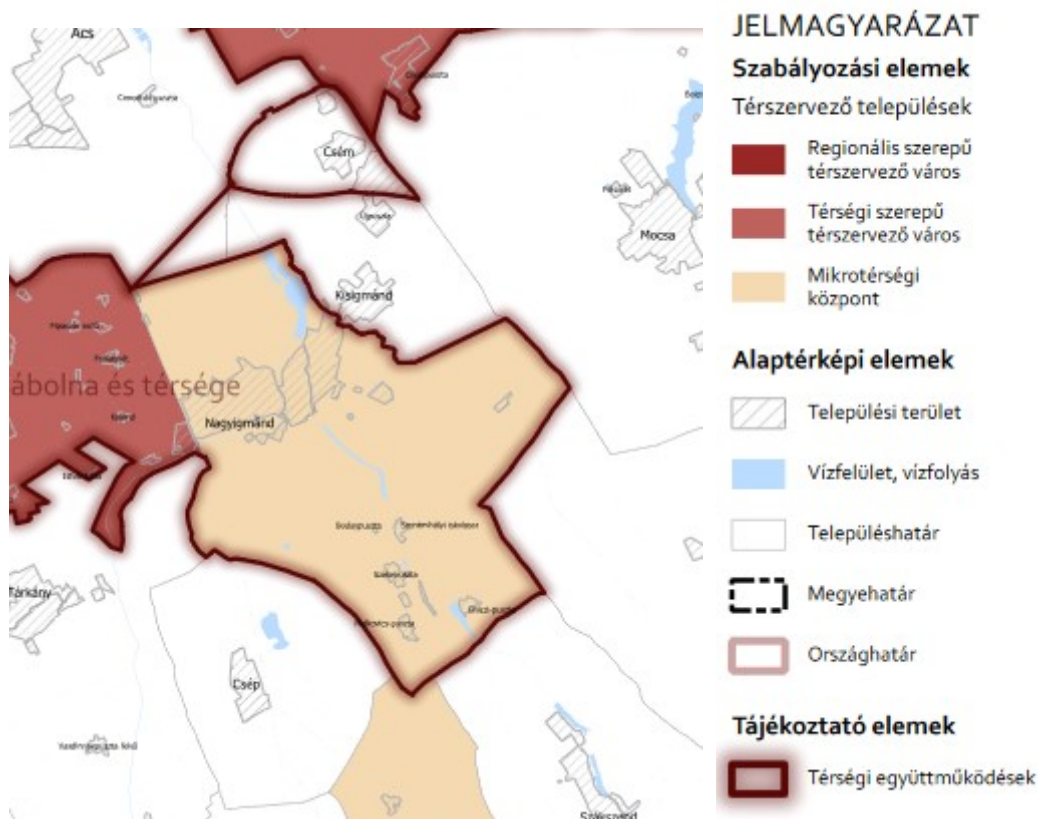 JELMAGYARÁZAT
Szabályozási elemek
Térszervező települések
Regionális szerepű
térszervező város
Térségi szerepű
térszervező város
Mikrotérségi
központ
Alaptérképi elemek
Települési terület
Vízfelület, vízfolyás
Településhatár
Megyehatár
Országhatár
Tájékoztató elemek
Térségi együttműködések
Ács
Csém
Újpuszta
Mocsa
Kisigmánd
ábolna és térsége
Nagyigmánd
Tárkány
Csép
Szákszend